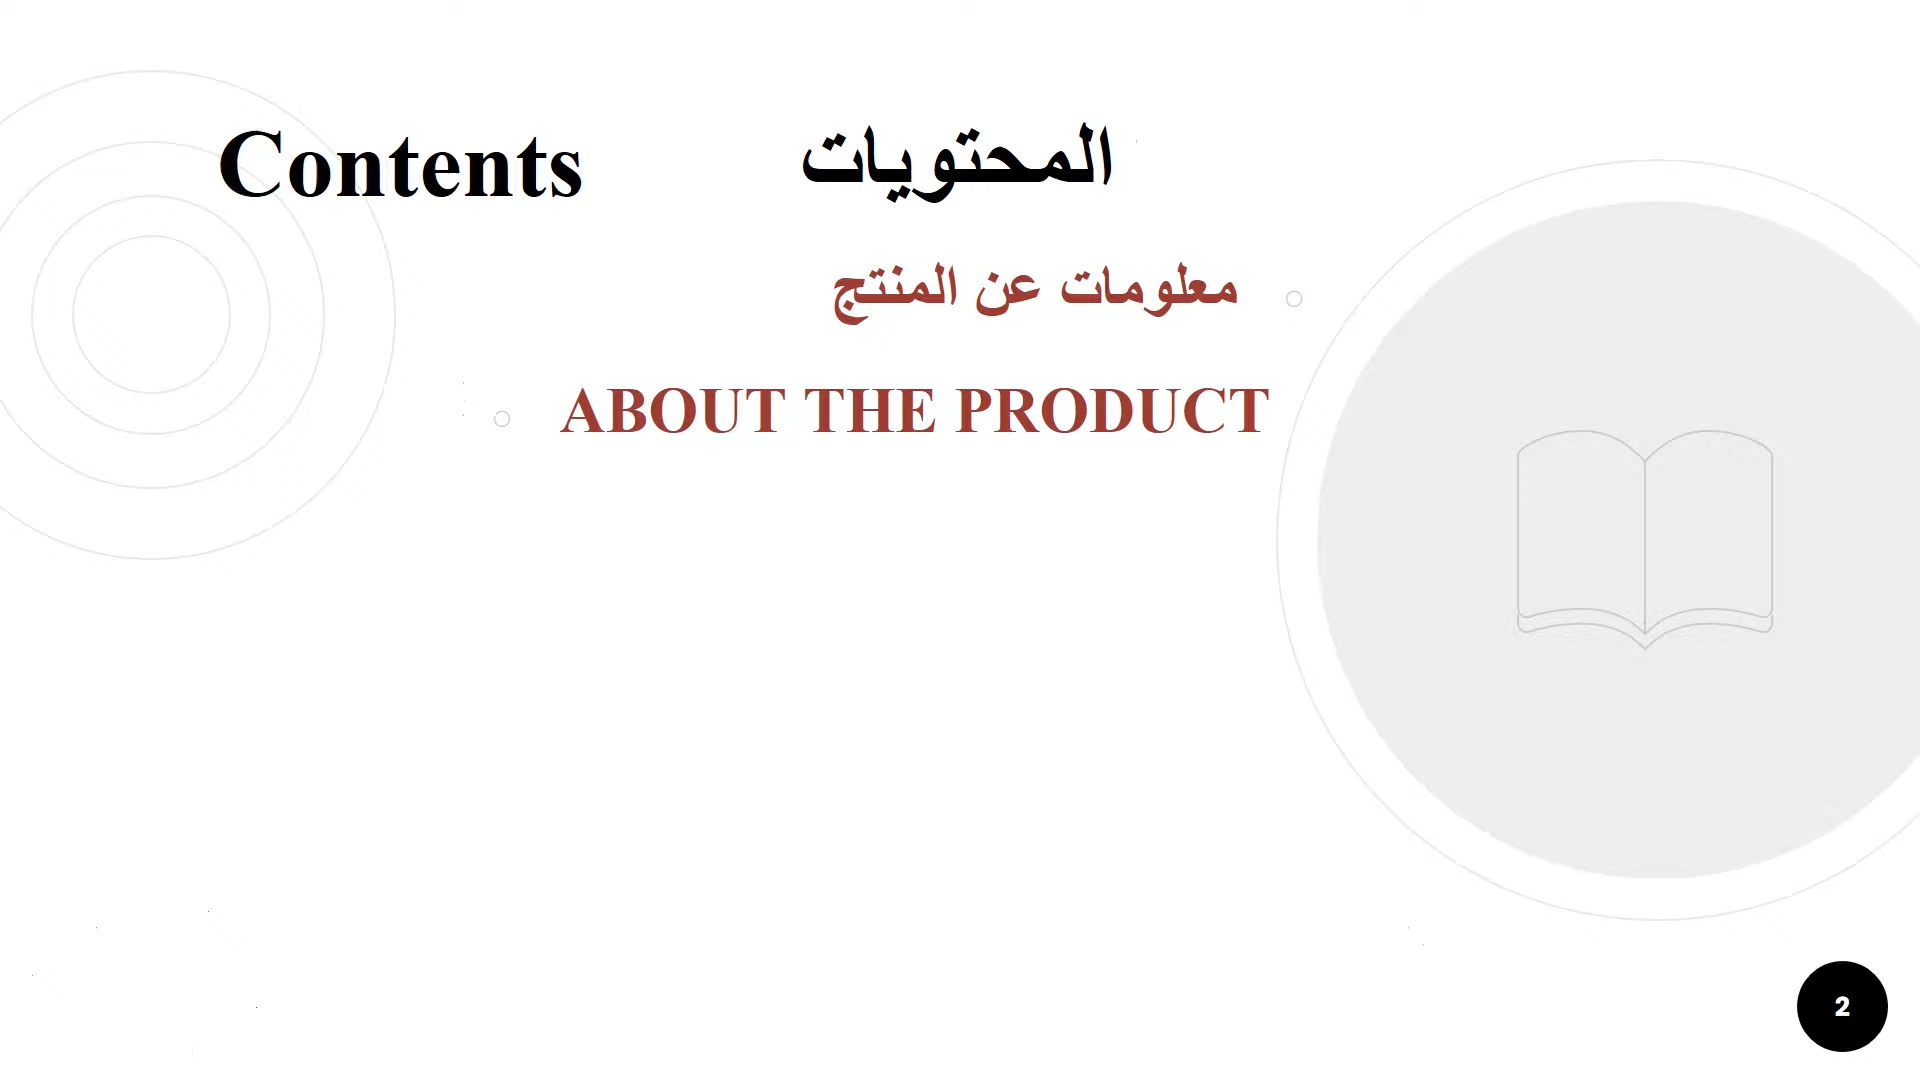 Contents المحتويات
معلومات عن المنتج
ABOUT THE PRODUCT
2